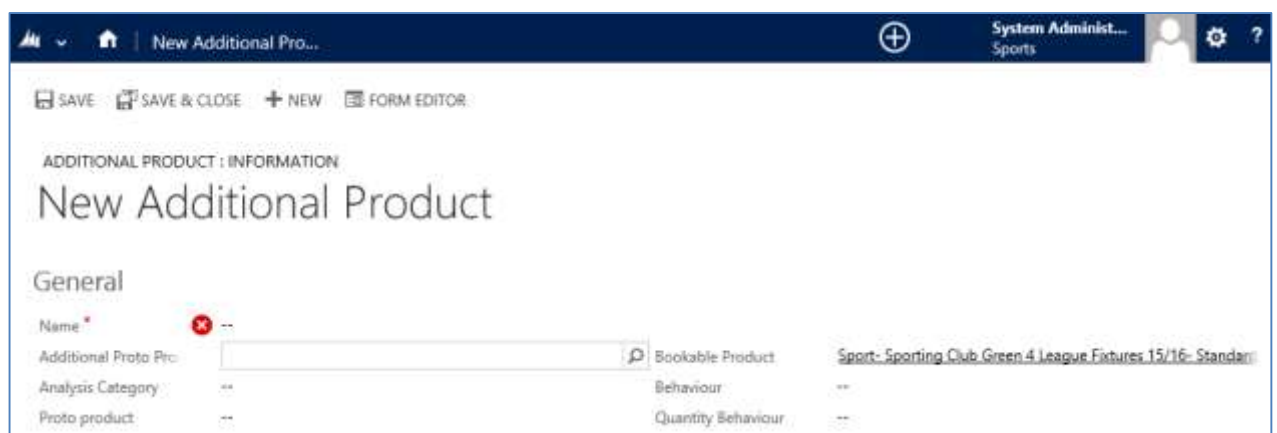 New Additional Pro... System Administ...
Sports ?
SAVE SAVE & CLOSE NEW FORM EDITOR
ADDITIONAL PRODUCT : INFORMATION
New Additional Product
General
Name * --
Additional Proto Pro Bookable Product Sport- Sporting Club Green 4 League Fixtures 15/16- Standard
Analysis Category -- Behaviour --
Proto product -- Quantity Behaviour --